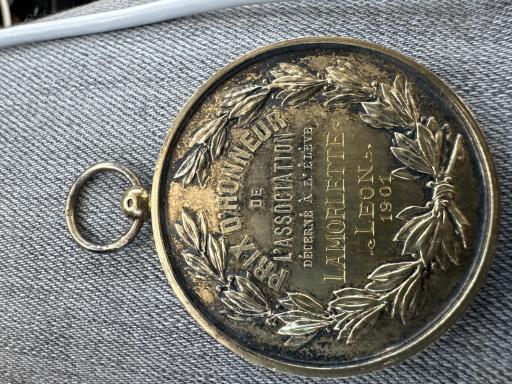 PRIX D'HONNEUR
DE
L'ASSOCIATION
DÉCERNÉ À L'ÉLÈVE
LAMORLETTE
LEON
1901